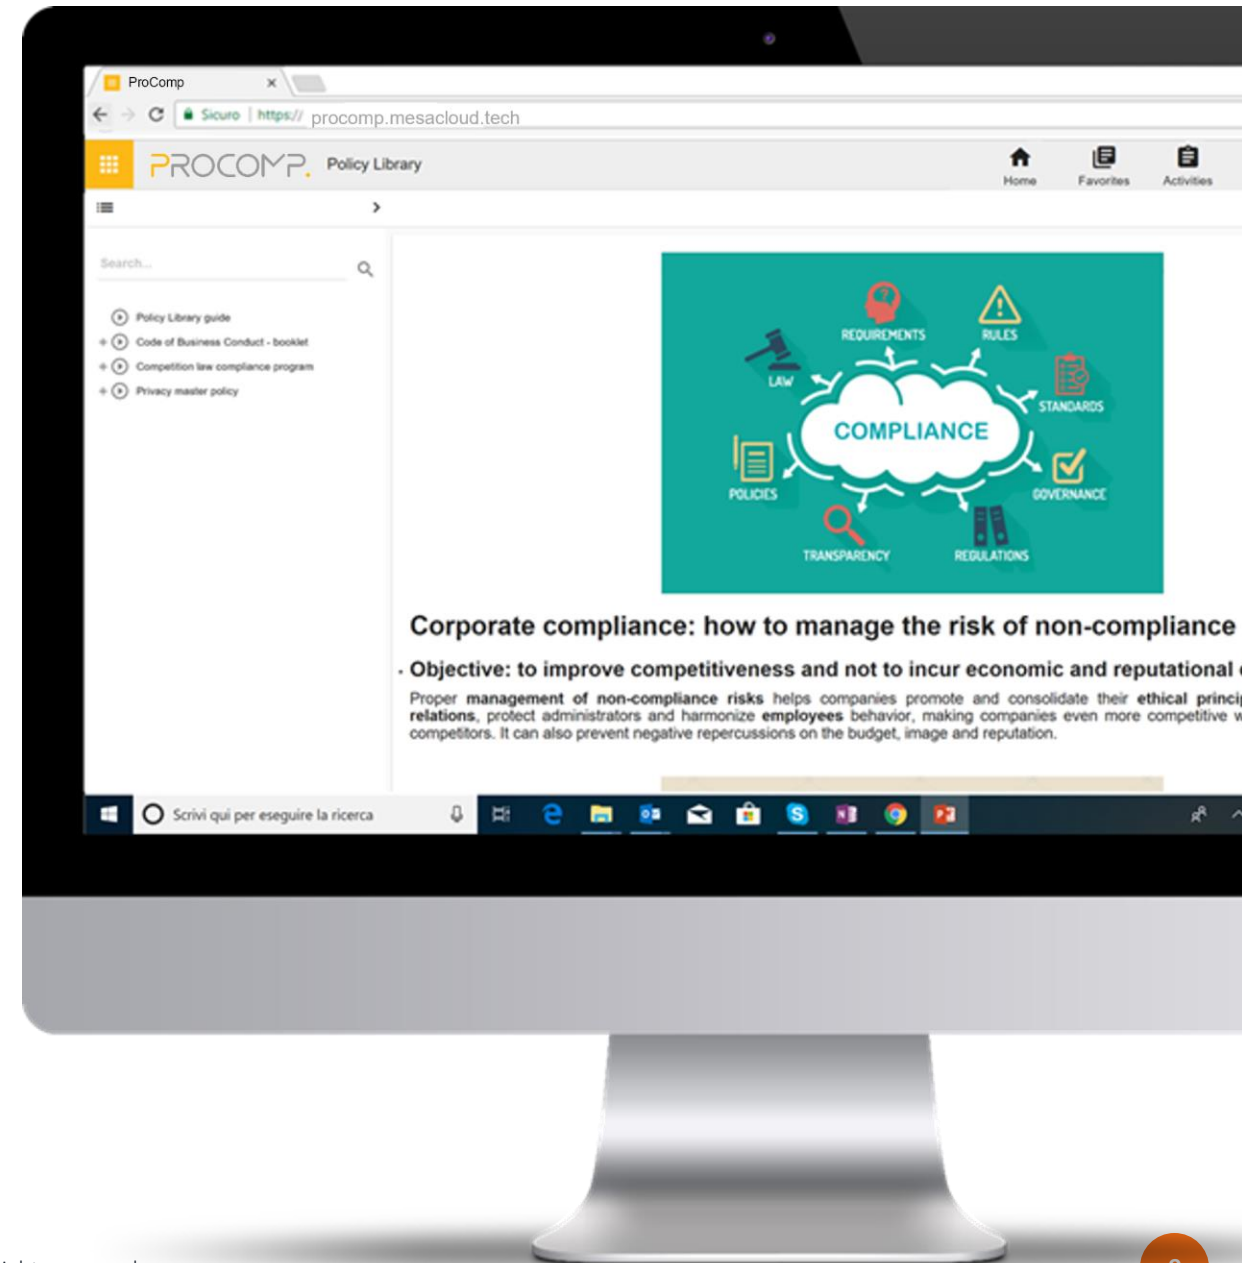 ProComp
Sicuro | https:// procomp.mesacloud.tech
PROCOMP. Policy Library
Home Favorites Activities
Search...
Policy Library guide
Code of Business Conduct - booklet
Competition law compliance program
Privacy master policy
REQUIREMENTS
RULES
LAW
STANDARDS
COMPLIANCE
POLICIES
GOVERNANCE
TRANSPARENCY
REGULATIONS
Corporate compliance: how to manage the risk of non-compliance
Objective: to improve competitiveness and not to incur economic and reputational
Proper management of non-compliance risks helps companies promote and consolidate their ethical
relations, protect administrators and harmonize employees behavior, making companies even more competitive
competitors. It can also prevent negative repercussions on the budget, image and reputation.
Scrivi qui per eseguire la ricerca